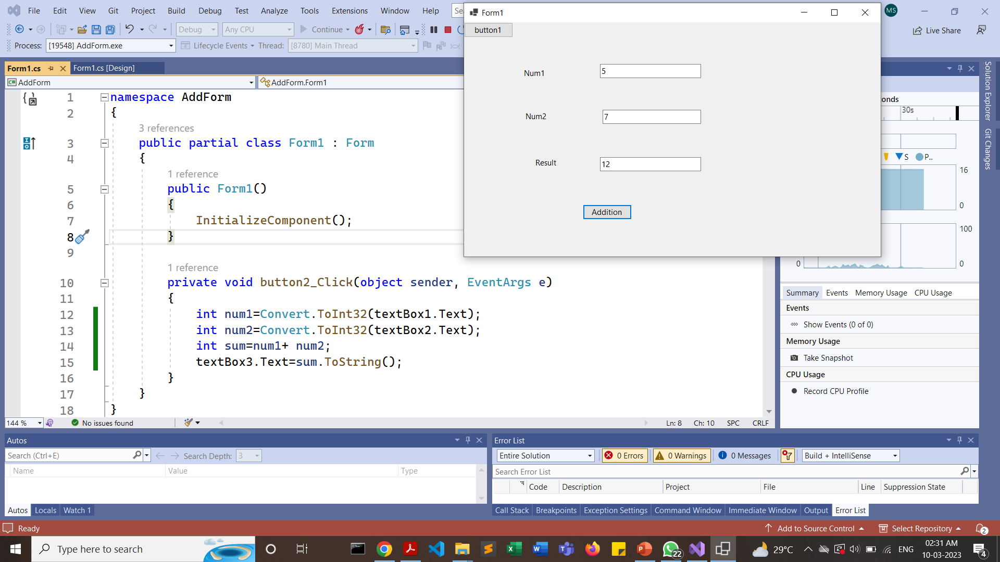 File Edit View Git Project Build Debug Test Analyze Tools Extensions Window Help
MS
Debug Any CPU Continue Live Share
Process: [19548] AddForm.exe Lifecycle Events Thread: [8780] Main Thread
Form1.cs Form1.cs [Design]
AddForm AddForm.Form1
1 namespace AddForm
2 {
3 references
3 public partial class Form1 : Form
4 {
1 reference
5 public Form1()
6 {
7 InitializeComponent();
8 }
9
1 reference
10 private void button2_Click(object sender, EventArgs e)
11 {
12 int num1=Convert.ToInt32(textBox1.Text);
13 int num2=Convert.ToInt32(textBox2.Text);
14 int sum=num1+ num2;
15 textBox3.Text=sum.ToString();
16 }
17 }
18 }
144 % No issues found Ln: 8 Ch: 10 SPC CRLF
Form1
button1
Num1 5
Num2 7
Result 12
Addition
Solution Explorer
Git Changes
30s
S P..
16
0
100
0 0
Summary Events Memory Usage CPU Usage
Events
Show Events (0 of 0)
Memory Usage
Take Snapshot
CPU Usage
Record CPU Profile
Autos
Search (Ctrl+E) Search Depth: 3
Name Value Type
Autos Locals Watch 1
Error List
Entire Solution 0 Errors 0 Warnings 0 Messages Build + IntelliSense
Search Error List
Code Description Project File Line Suppression State
Call Stack Breakpoints Exception Settings Command Window Immediate Window Output Error List
Ready Add to Source Control Select Repository 2
Type here to search
22
29°C ENG
02:31 AM
10-03-2023
4